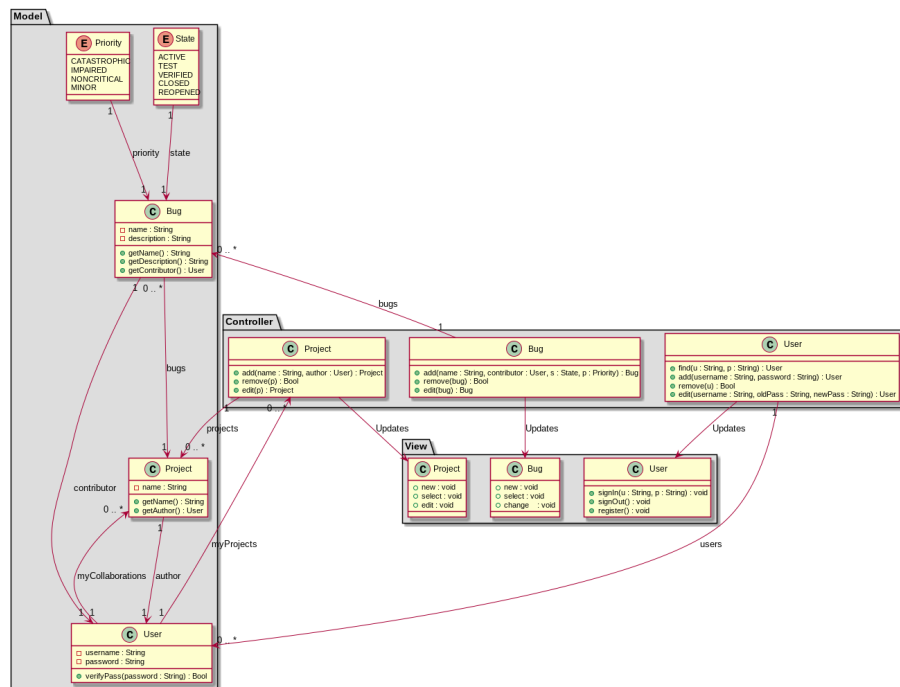 Model
E Priority
CATASTROPHIC
IMPAIRED
NONCRITICAL
MINOR
E State
ACTIVE
TEST
VERIFIED
CLOSED
REOPENED
1
1
priority
state
1
1
C Bug
name : String
description : String
getName() : String
getDescription() : String
getContributor() : User
0 .. *
1
0 .. *
bugs
1
Controller
C Project
add(name : String, author : User) : Project
remove(p) : Bool
edit(p) : Project
C Bug
add(name : String, contributor : User, s : State, p : Priority) : Bug
remove(bug) : Bool
edit(bug) : Bug
C User
find(u : String, p : String) : User
add(username : String, password : String) : User
remove(u) : Bool
edit(username : String, oldPass : String, newPass : String) : User
bugs
1
0 .. *
1
projects
Updates
Updates
Updates
1
0 .. *
View
C Project
new : void
select : void
edit : void
C Bug
new : void
select : void
change : void
C User
signIn(u : String, p : String) : void
signOut() : void
register() : void
C Project
name : String
getName() : String
getAuthor() : User
contributor
0 .. *
1
myProjects
users
myCollaborations
author
1
1
1
1
0 .. *
C User
username : String
password : String
verifyPass(password : String) : Bool